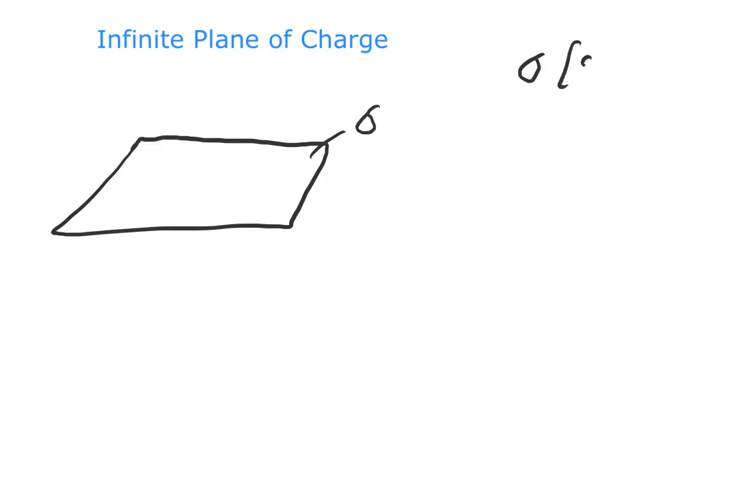 Infinite Plane of Charge
σ [
σ